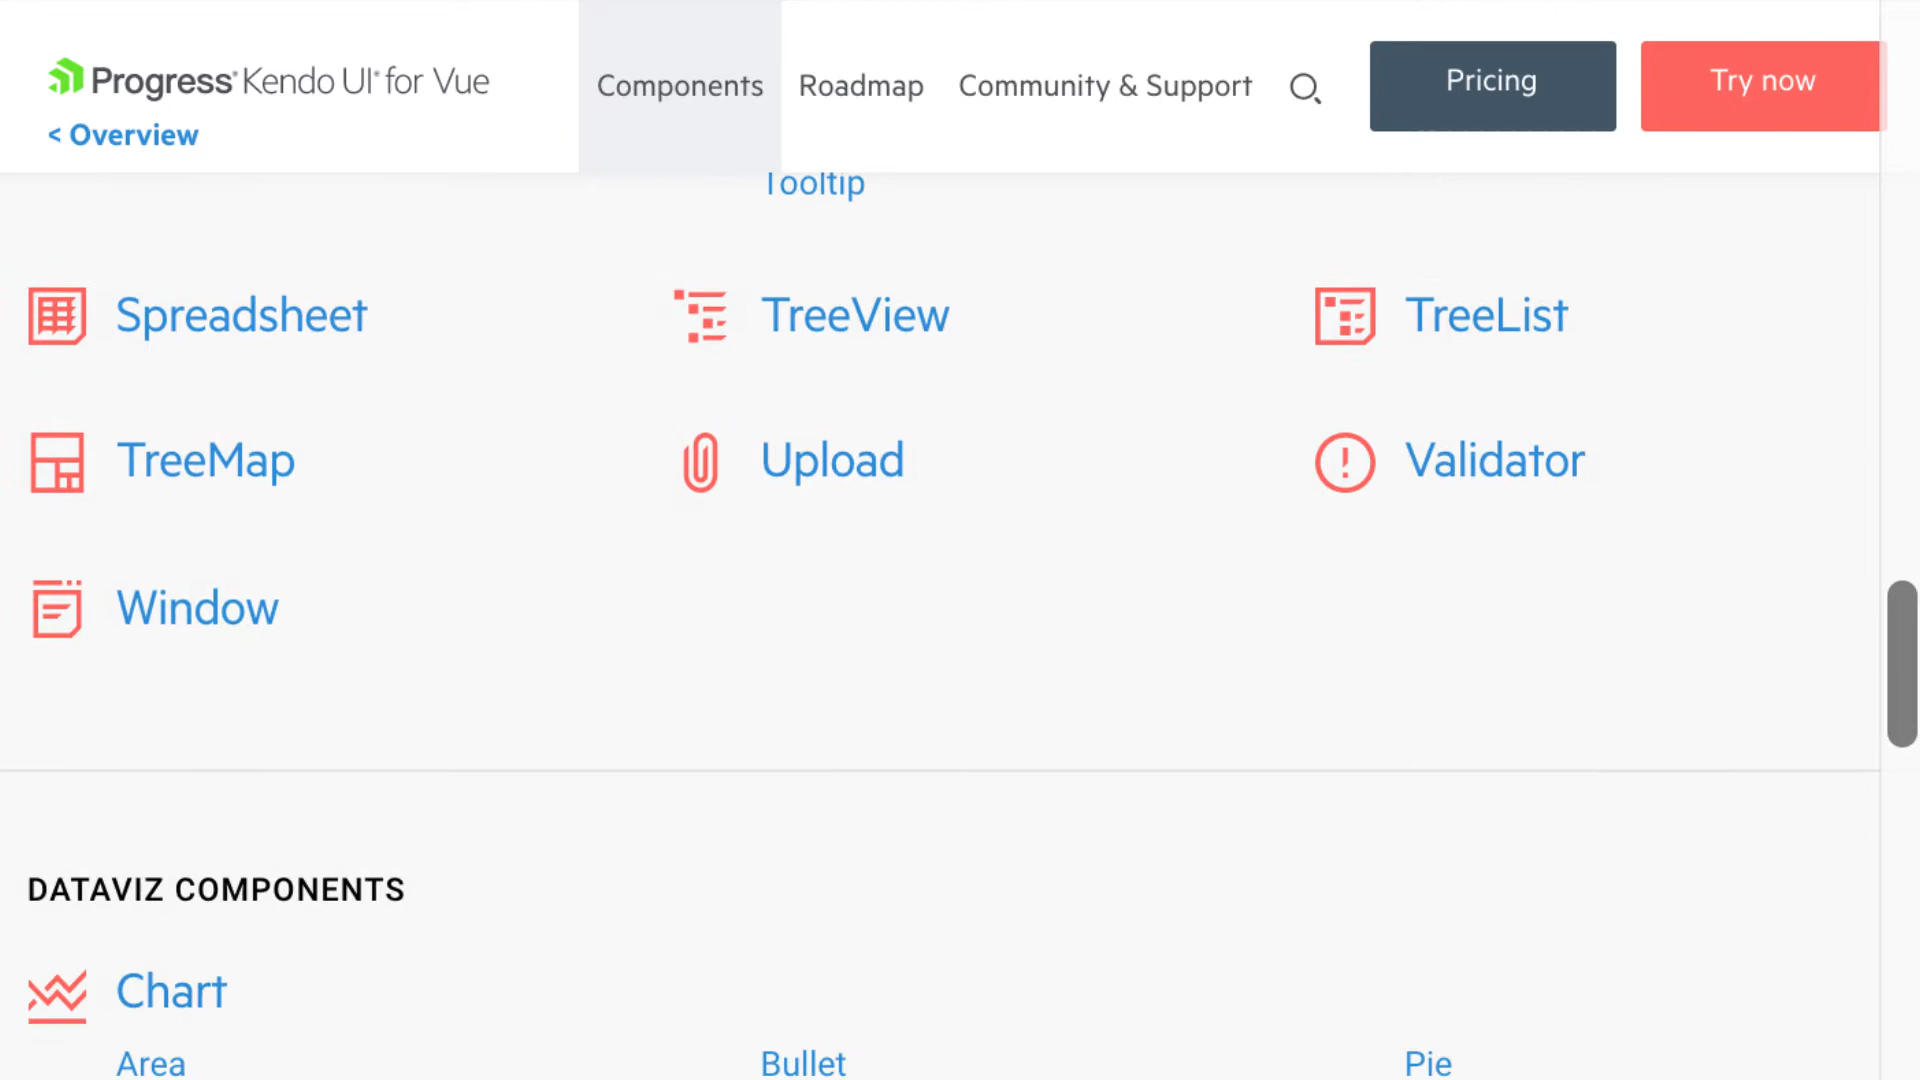 Progress® Kendo UI® for Vue
< Overview
Components
Roadmap
Community & Support
Pricing
Try now
Tooltip
Spreadsheet
TreeView
TreeList
TreeMap
Upload
Validator
Window
DATAVIZ COMPONENTS
Chart
Area
Bullet
Pie